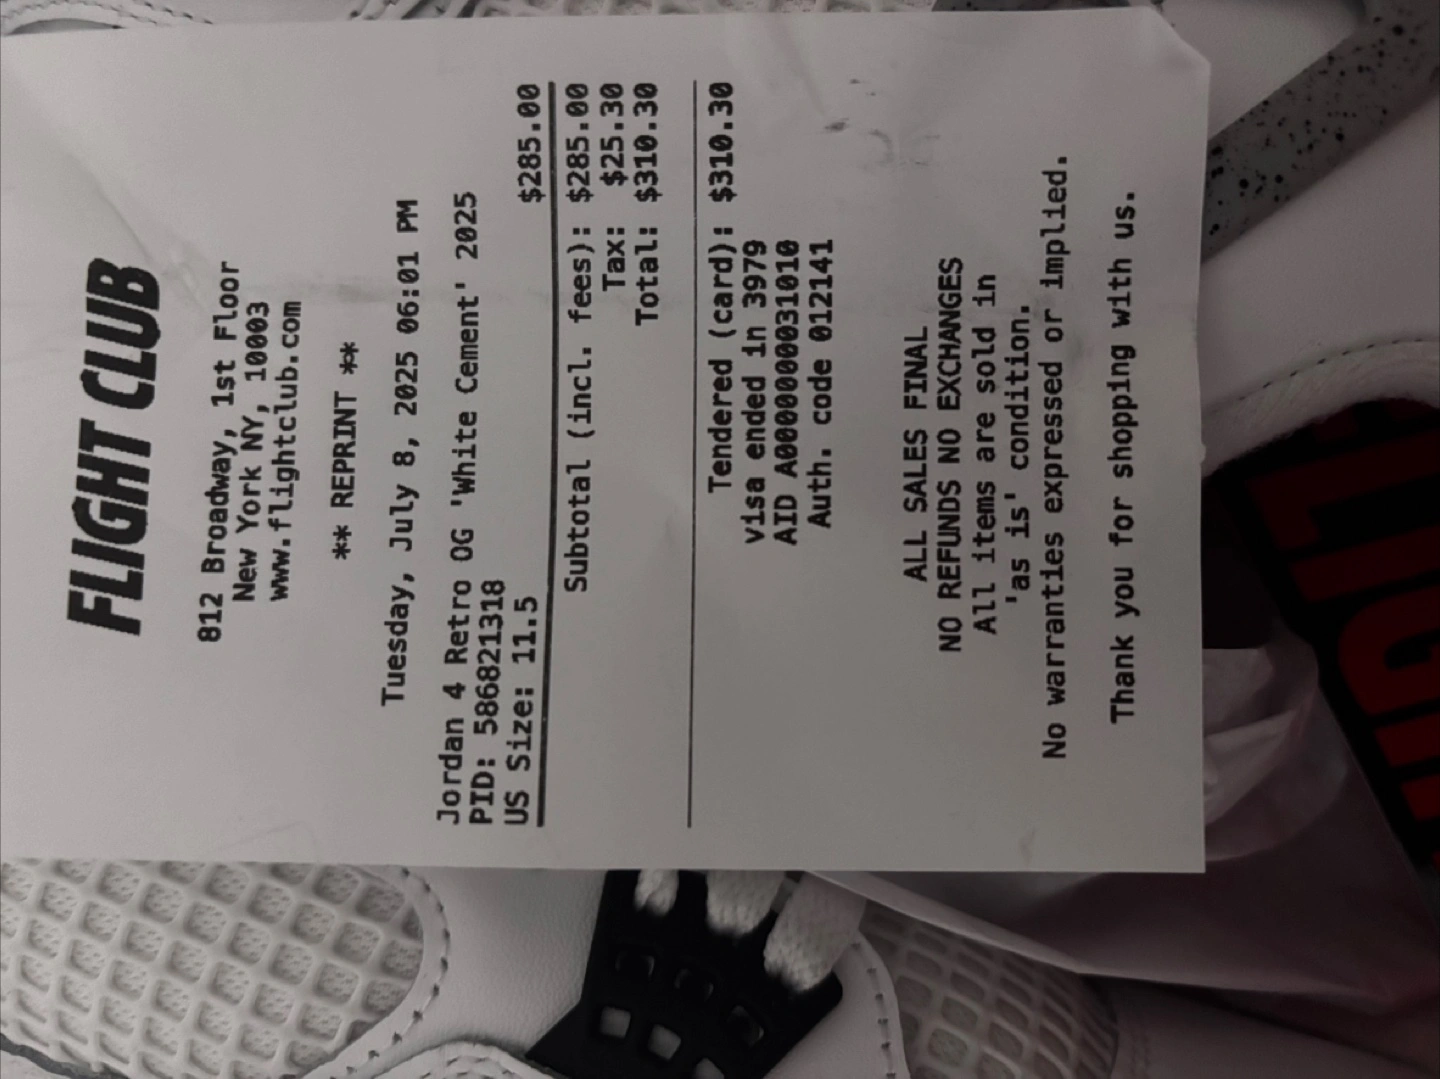 FLIGHT CLUB
812 Broadway, 1st Floor
New York NY, 10003
www.flightclub.com
** REPRINT **
Tuesday, July 8, 2025 06:01 PM
Jordan 4 Retro OG 'White Cement' 2025
PID: 586821318
US Size: 11.5 $285.00
Subtotal (incl. fees): $285.00
Tax: $25.30
Total: $310.30
Tendered (card): $310.30
visa ended in 3979
AID A0000000031010
Auth. code 012141
ALL SALES FINAL
NO REFUNDS NO EXCHANGES
All items are sold in
'as is' condition.
No warranties expressed or implied.
Thank you for shopping with us.